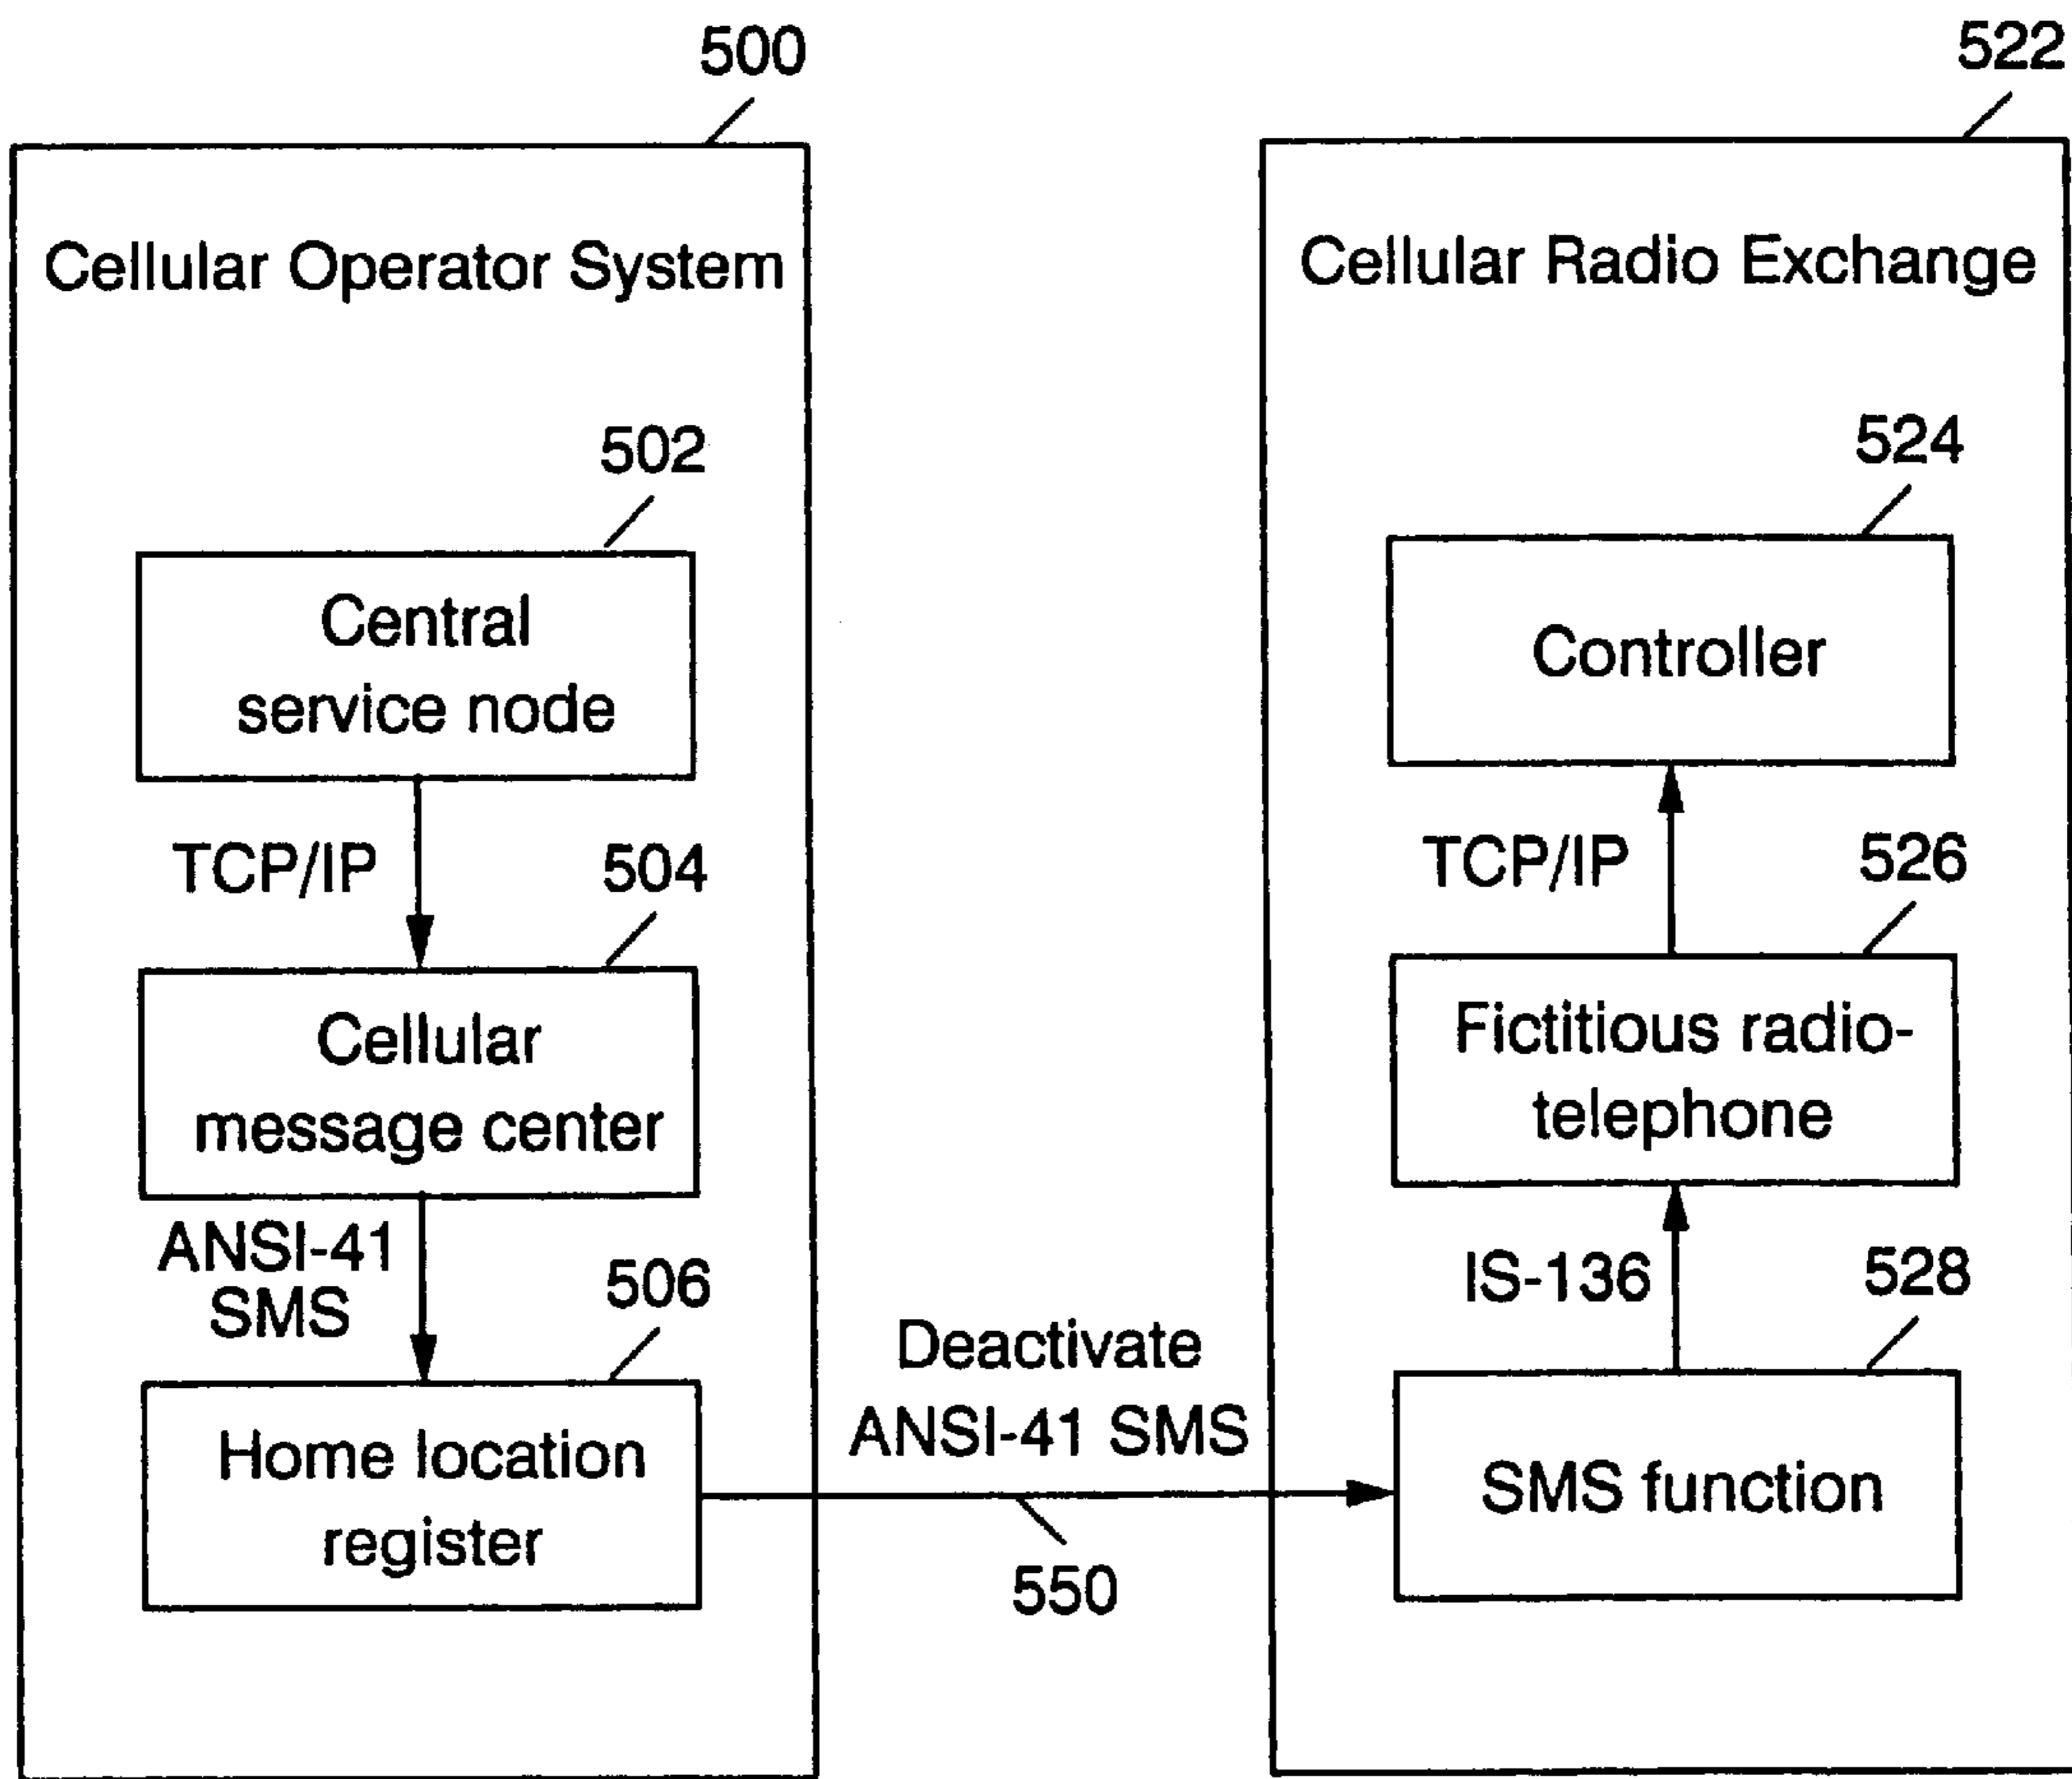 500
522
Cellular Operator System
Cellular Radio Exchange
502
524
Central
service node
Controller
TCP/IP
504
TCP/IP
526
Cellular
message center
Fictitious radio-
telephone
ANSI-41
SMS
506
IS-136
528
Deactivate
ANSI-41 SMS
Home location
register
SMS function
550